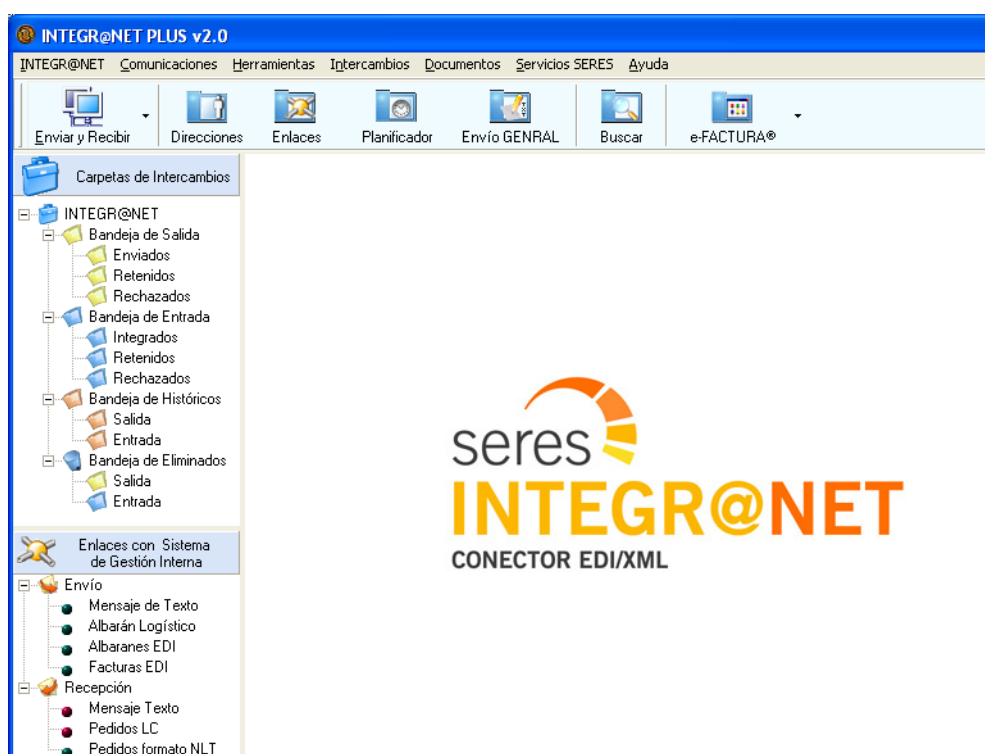 INTEGR@NET PLUS v2.0
INTEGR@NET Comunicaciones Herramientas Intercambios Documentos Servicios SERES Ayuda
Enviar y Recibir Direcciones Enlaces Planificador Envío GENRAL Buscar e-FACTURA®
Carpetas de Intercambios
INTEGR@NET
Bandeja de Salida
Enviados
Retenidos
Rechazados
Bandeja de Entrada
Integrados
Retenidos
Rechazados
Bandeja de Históricos
Salida
Entrada
Bandeja de Eliminados
Salida
Entrada
Enlaces con Sistema
de Gestión Interna
Envío
Mensaje de Texto
Albarán Logístico
Albaranes EDI
Facturas EDI
Recepción
Mensaje Texto
Pedidos LC
Pedidos formato NLT
seres
INTEGR@NET
CONECTOR EDI/XML